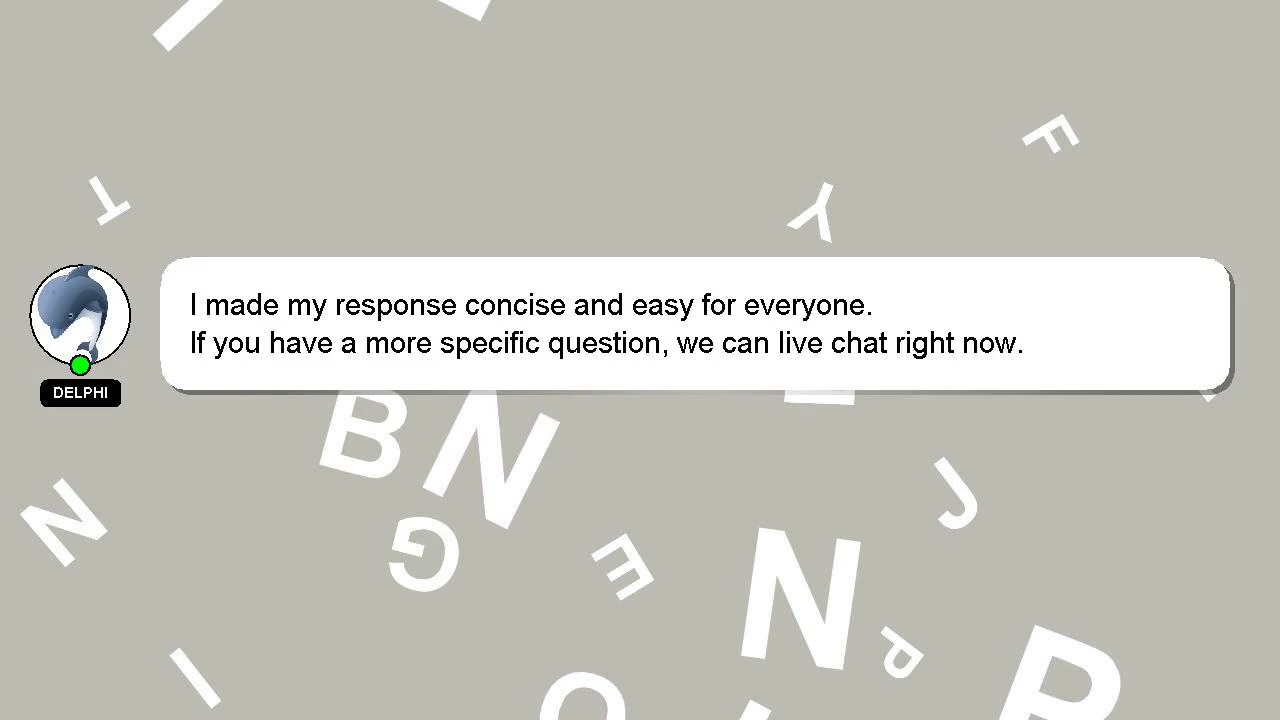 T
F
Y
I made my response concise and easy for everyone.
If you have a more specific question, we can live chat right now.
DELPHI
B
N
N
G
E
J
N
P
I